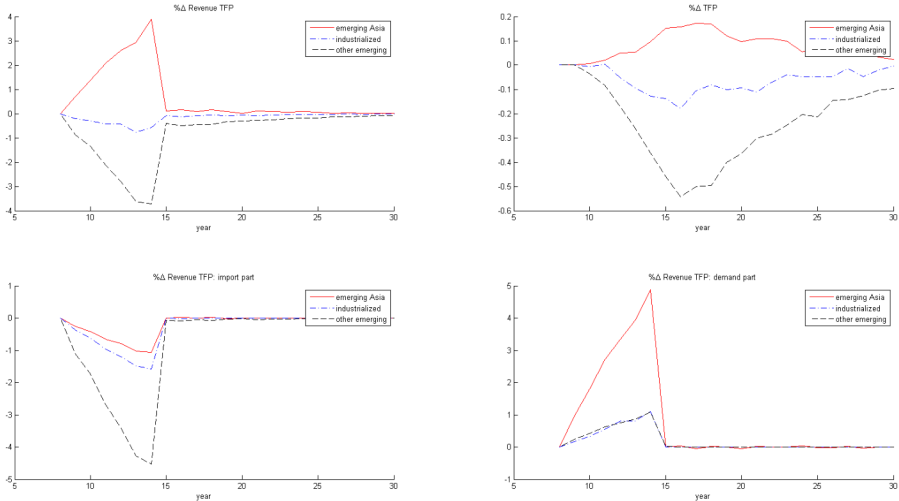 %Δ Revenue TFP
4
3
2
1
0
-1
-2
-3
-4
5
10
15
20
25
30
year
emerging Asia
industrialized
other emerging
%Δ TFP
0.2
0.1
0
-0.1
-0.2
-0.3
-0.4
-0.5
-0.6
5
10
15
20
25
30
year
emerging Asia
industrialized
other emerging
%Δ Revenue TFP: import part
1
0
-1
-2
-3
-4
-5
5
10
15
20
25
30
year
emerging Asia
industrialized
other emerging
%Δ Revenue TFP: demand part
5
4
3
2
1
0
-1
5
10
15
20
25
30
year
emerging Asia
industrialized
other emerging